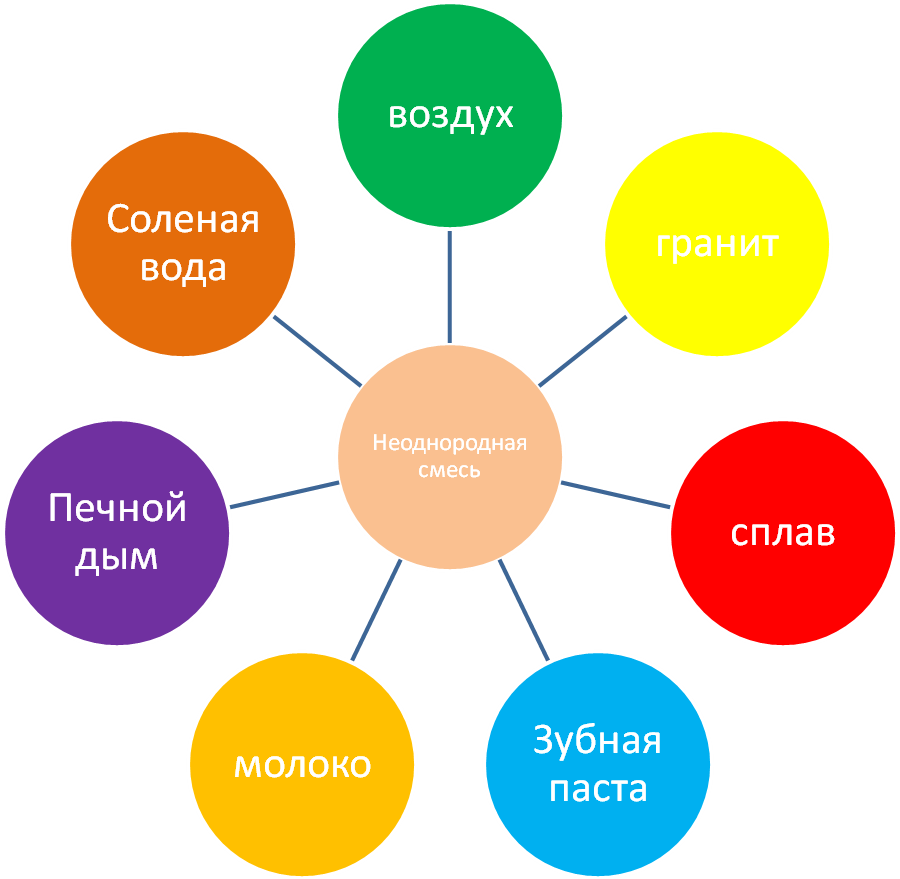 воздух
гранит
сплав
Зубная
паста
молоко
Печной
дым
Соленая
вода
Неоднородная
смесь